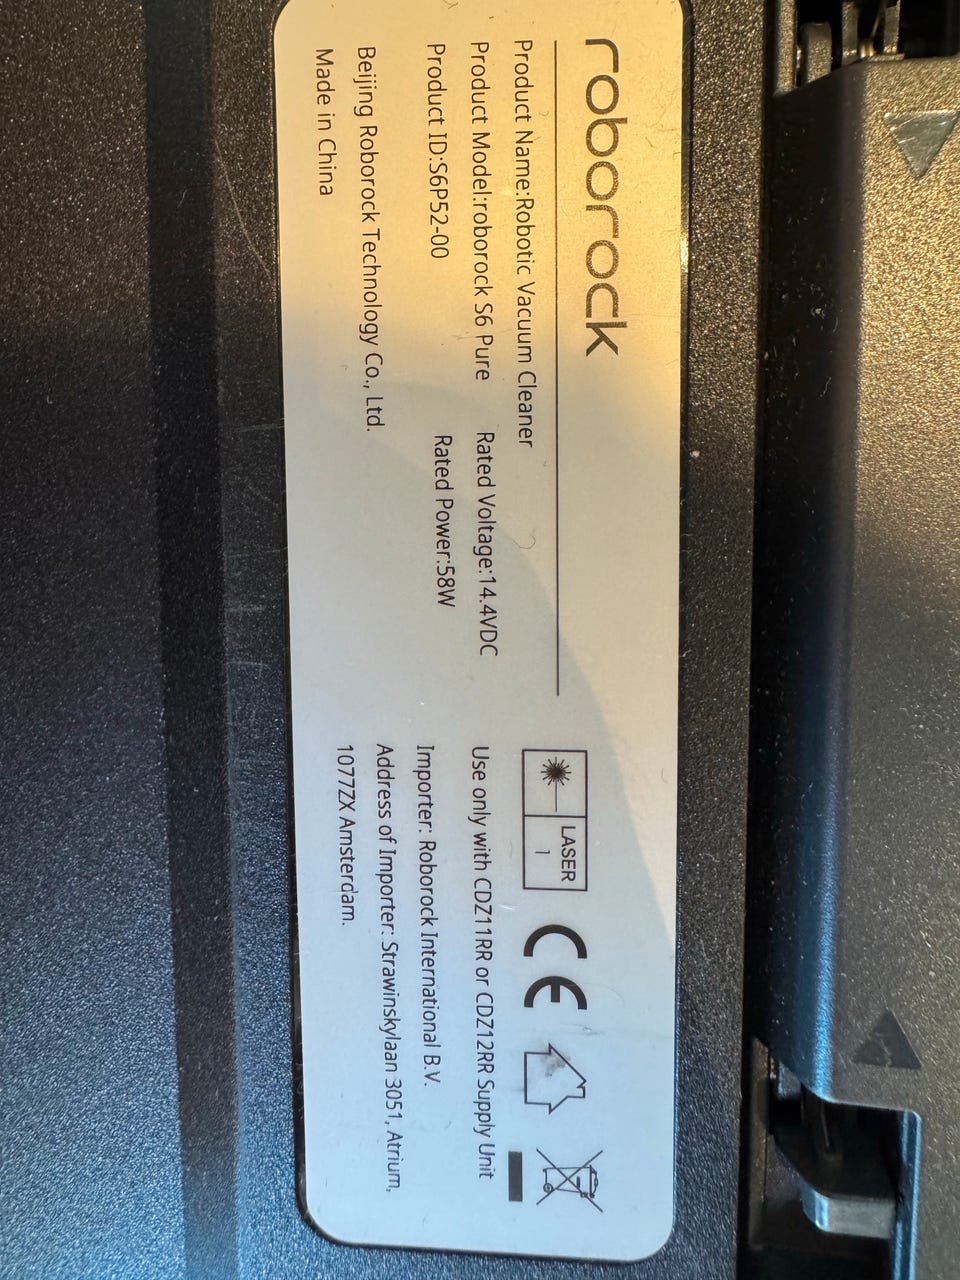 roborock
Product Name:Robotic Vacuum Cleaner
Product Model:roborock S6 Pure
Rated Voltage:14.4VDC
Product ID:S6P52-00
Rated Power:58W
Beijing Roborock Technology Co., Ltd.
Made in China
LASER
1
CE
Use only with CDZ11RR or CDZ12RR Supply Unit
Importer: Roborock International B.V.
Address of Importer: Strawinskylaan 3051, Atrium,
1077ZX Amsterdam.